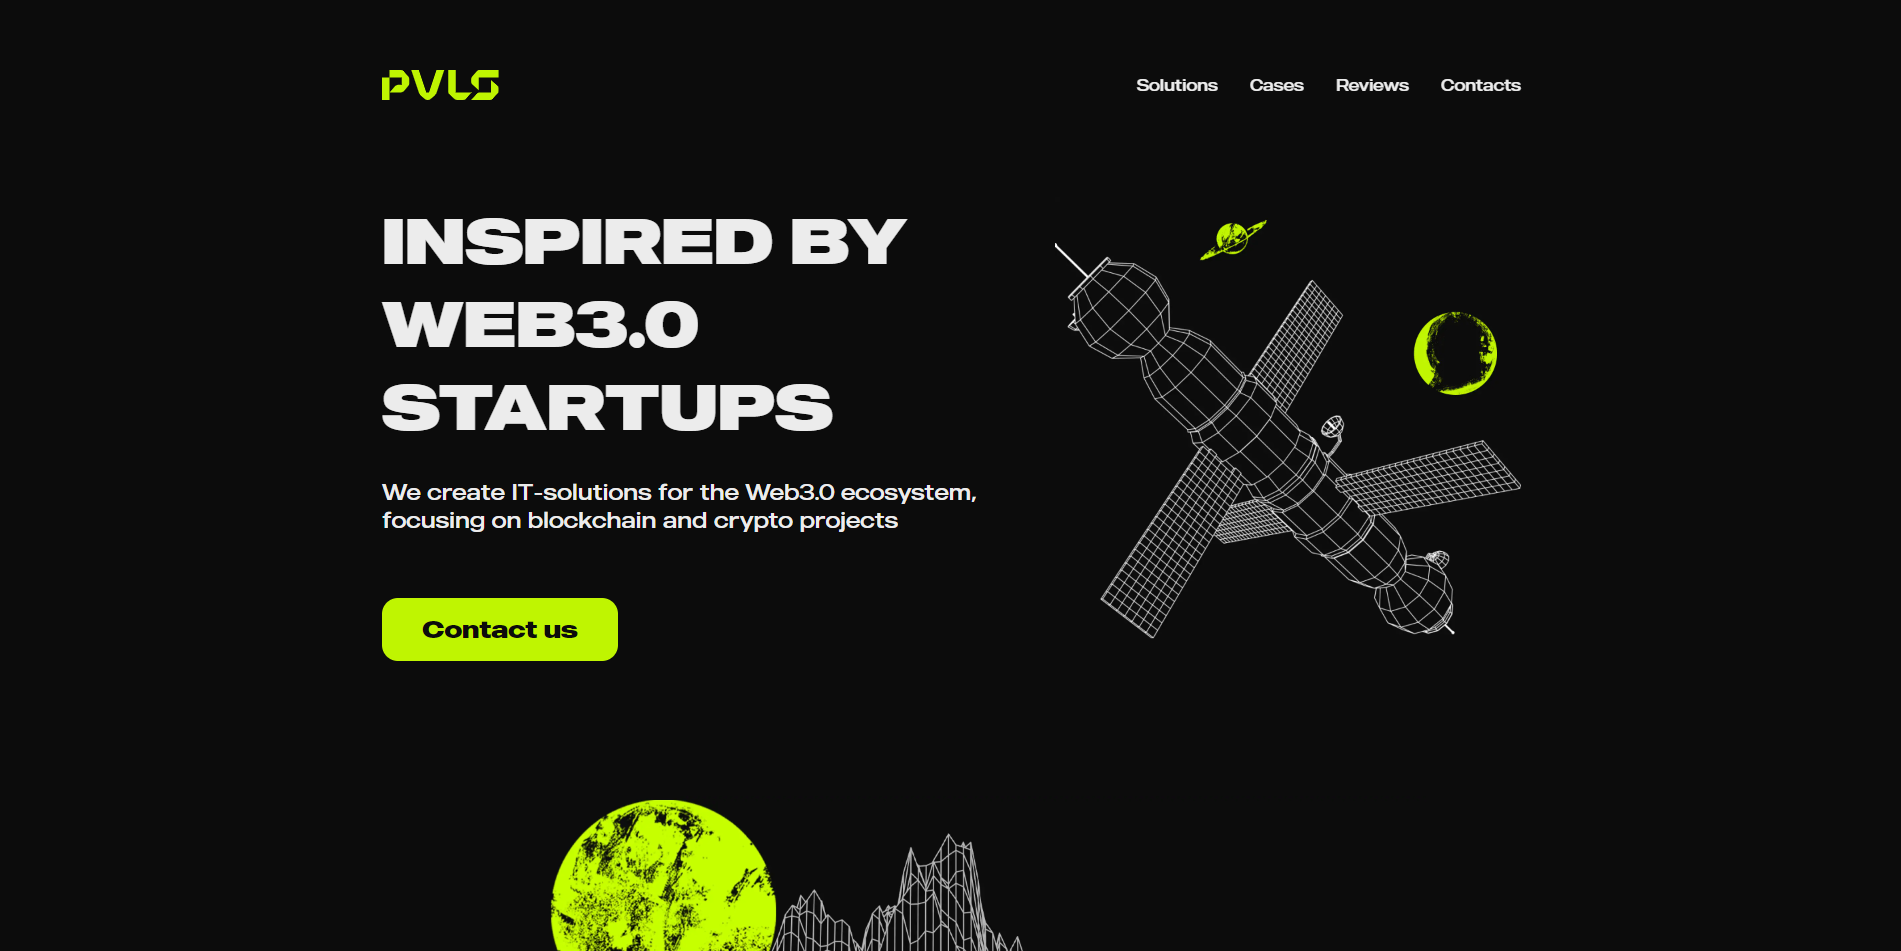 PVLS
Solutions Cases Reviews Contacts
INSPIRED BY
WEB3.0
STARTUPS
We create IT-solutions for the Web3.0 ecosystem,
focusing on blockchain and crypto projects
Contact us